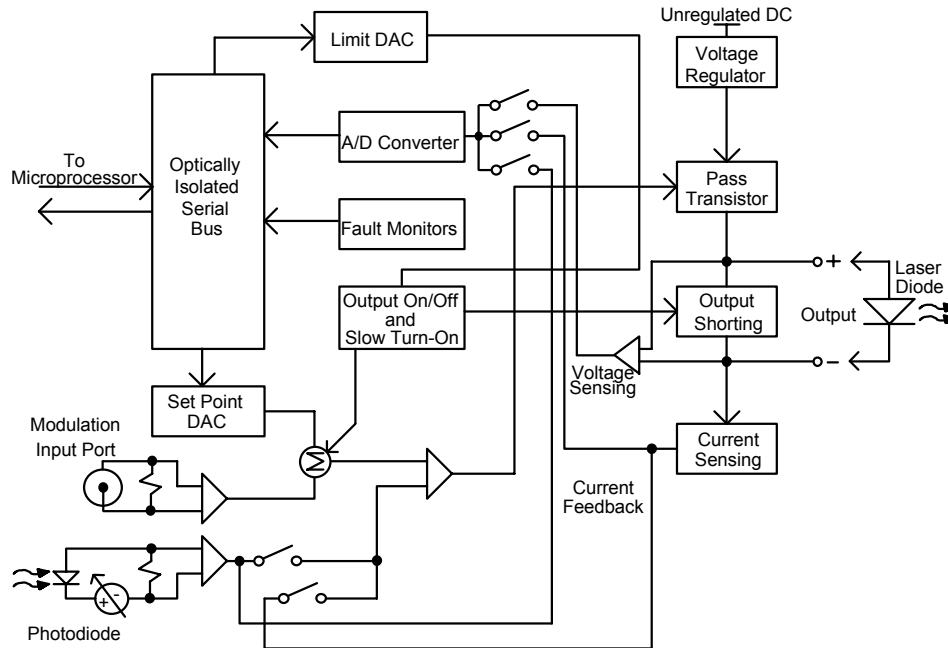 Unregulated DC
Limit DAC
Voltage
Regulator
A/D Converter
To
Microprocessor
Optically
Isolated
Serial
Bus
Pass
Transistor
Fault Monitors
+
Laser
Diode
Output On/Off
and
Slow Turn-On
Output
Shorting
Output
-
Voltage
Sensing
Set Point
DAC
Modulation
Input Port
Σ
Current
Sensing
Current
Feedback
+ -
Photodiode